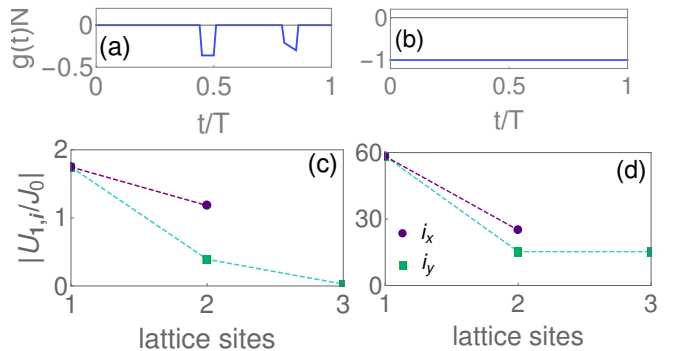 g(t)N
0
−0.5
(a)
0
0.5
1
t/T
0
−1
(b)
0
0.5
1
t/T
|U1,i/J0|
2
1
0
(c)
1
2
3
lattice sites
60
30
0
(d)
ix
iy
1
2
3
lattice sites